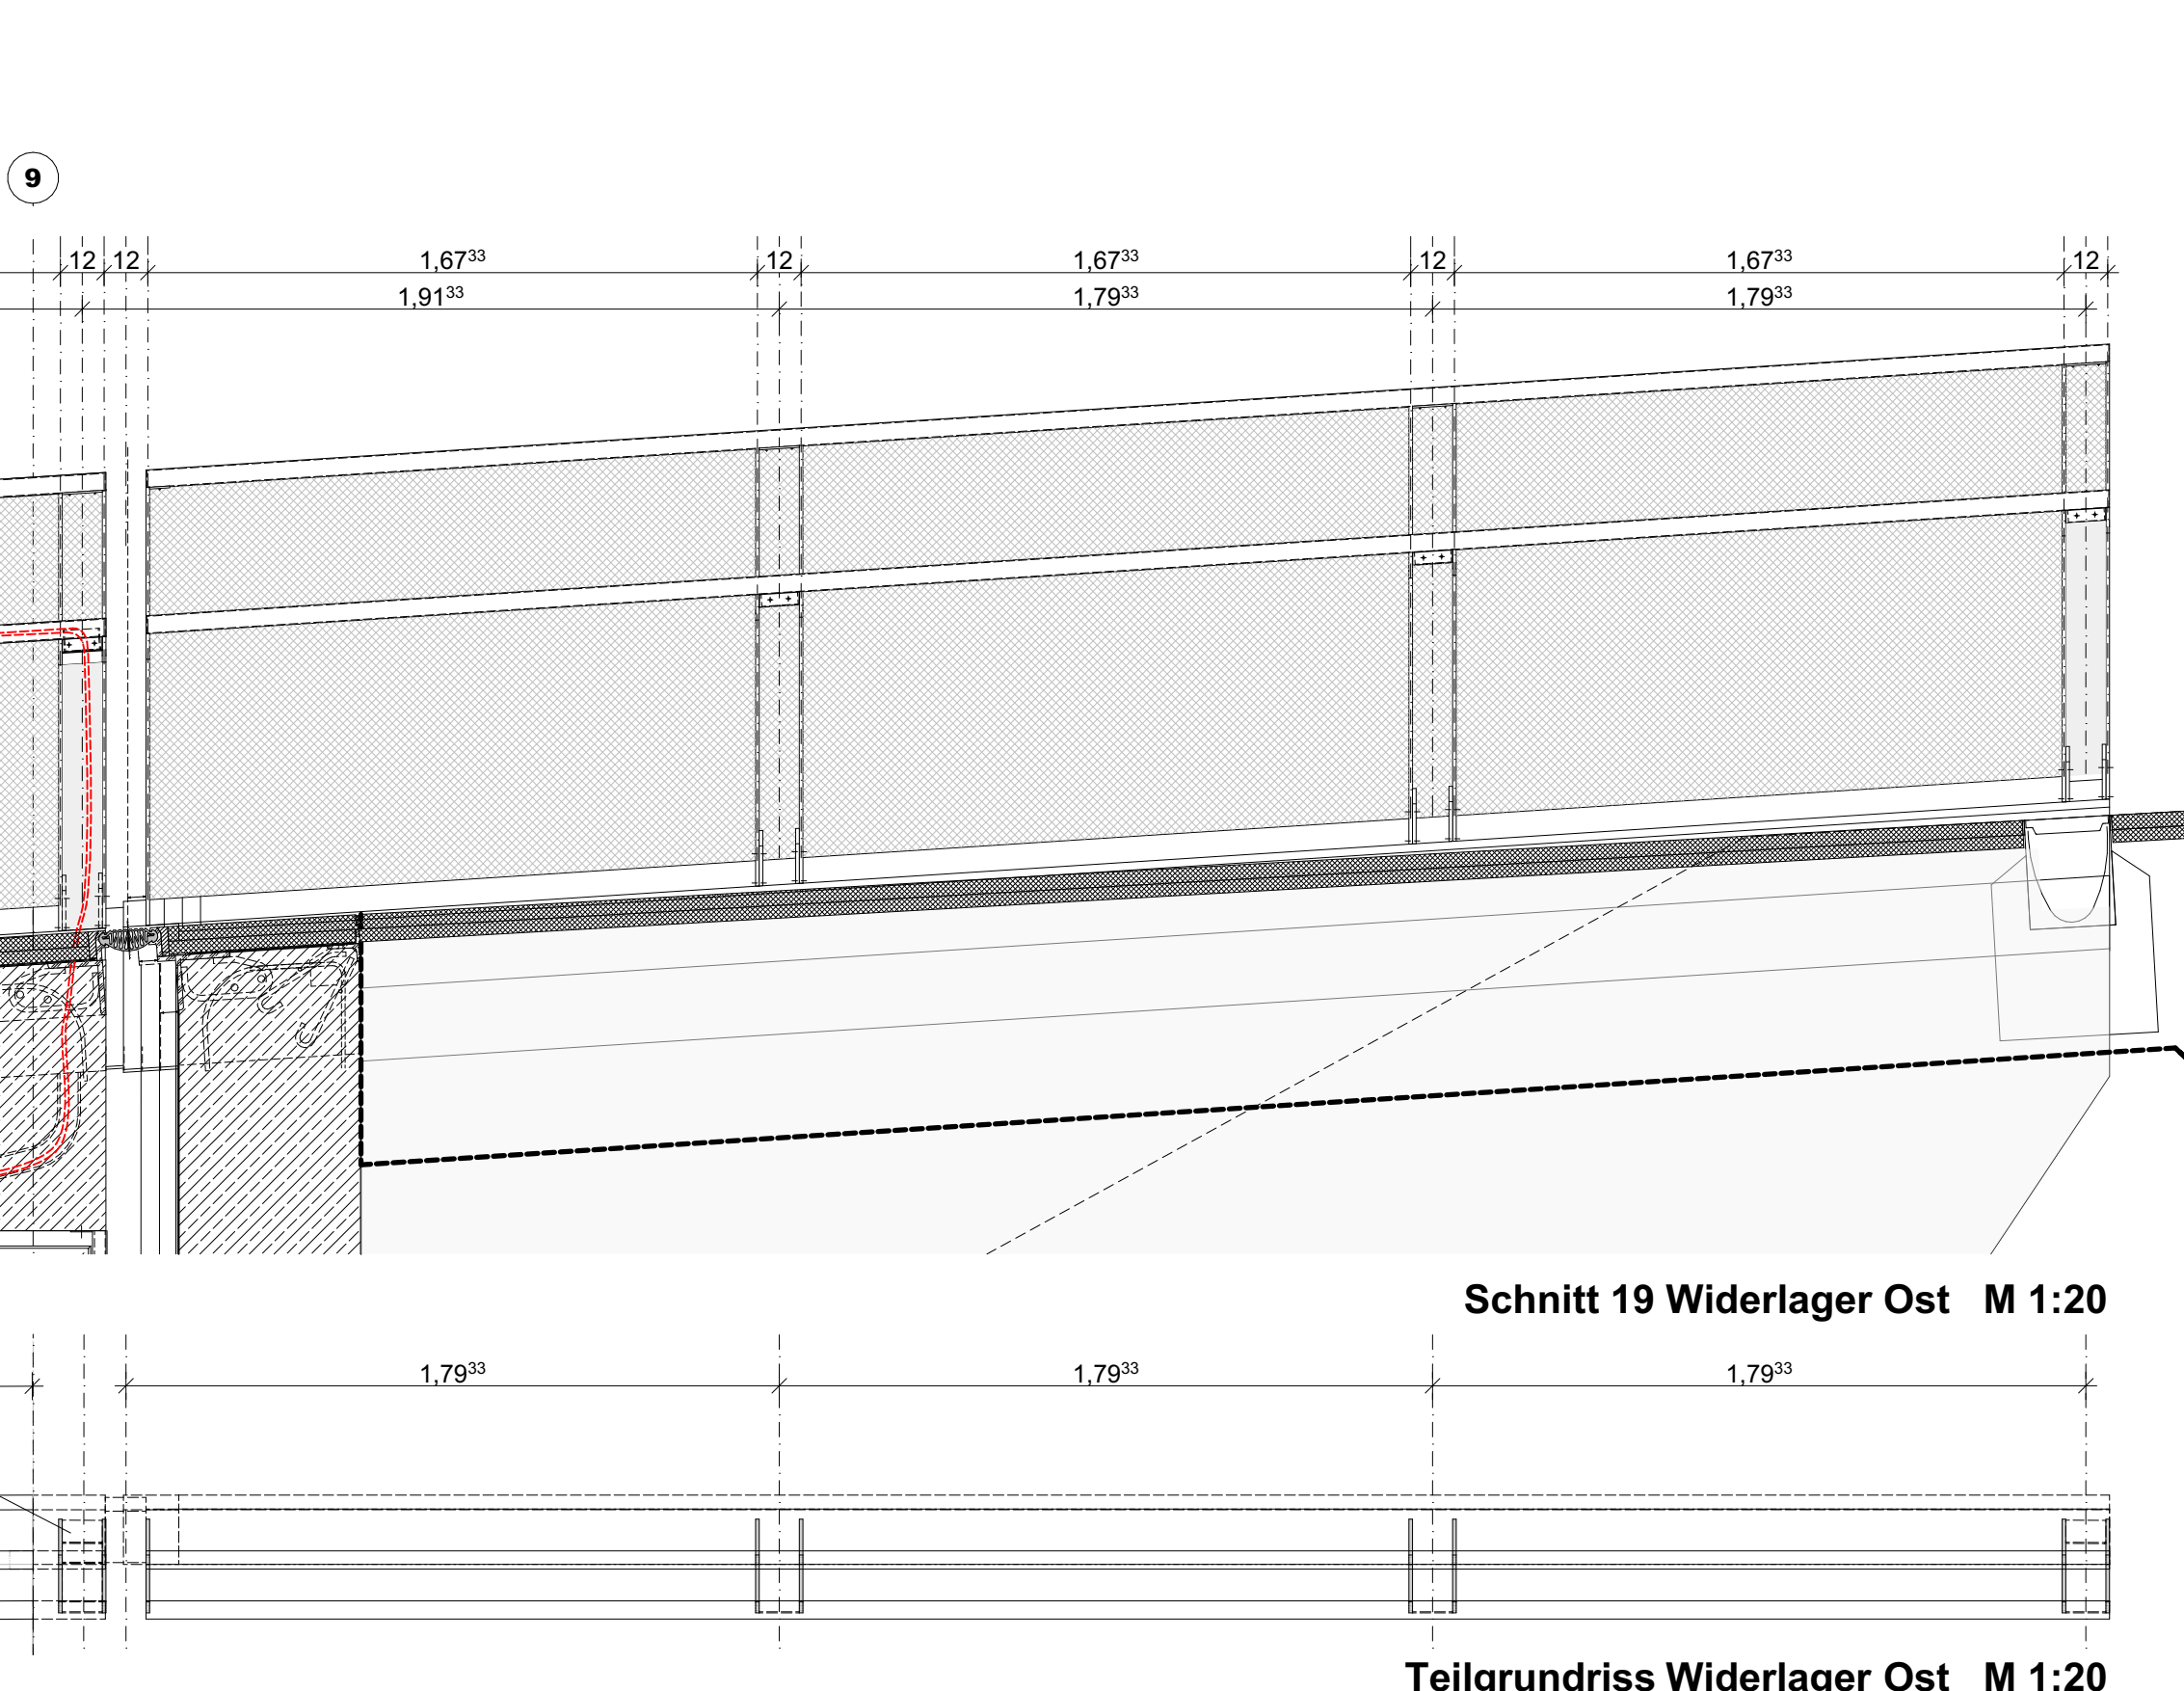 9
12 12 1,67³³ 12 1,67³³ 12 1,67³³ 12
1,91³³ 1,79³³ 1,79³³
Schnitt 19 Widerlager Ost M 1:20
1,79³³ 1,79³³ 1,79³³
Teilgrundriss Widerlager Ost M 1:20